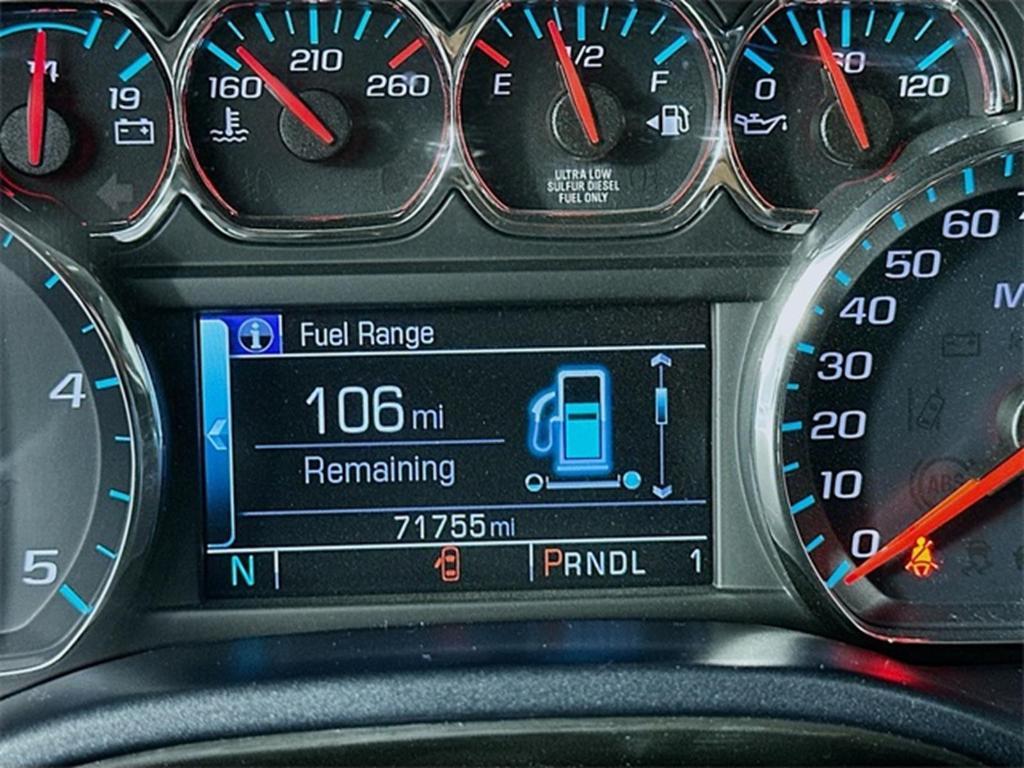 14
19
160
210
260
E
1/2
F
ULTRA LOW
SULFUR DIESEL
FUEL ONLY
0
60
120
4
5
i Fuel Range
106 mi
Remaining
71755 mi
N
PRNDL 1
60
50
40
30
20
10
0
ABS